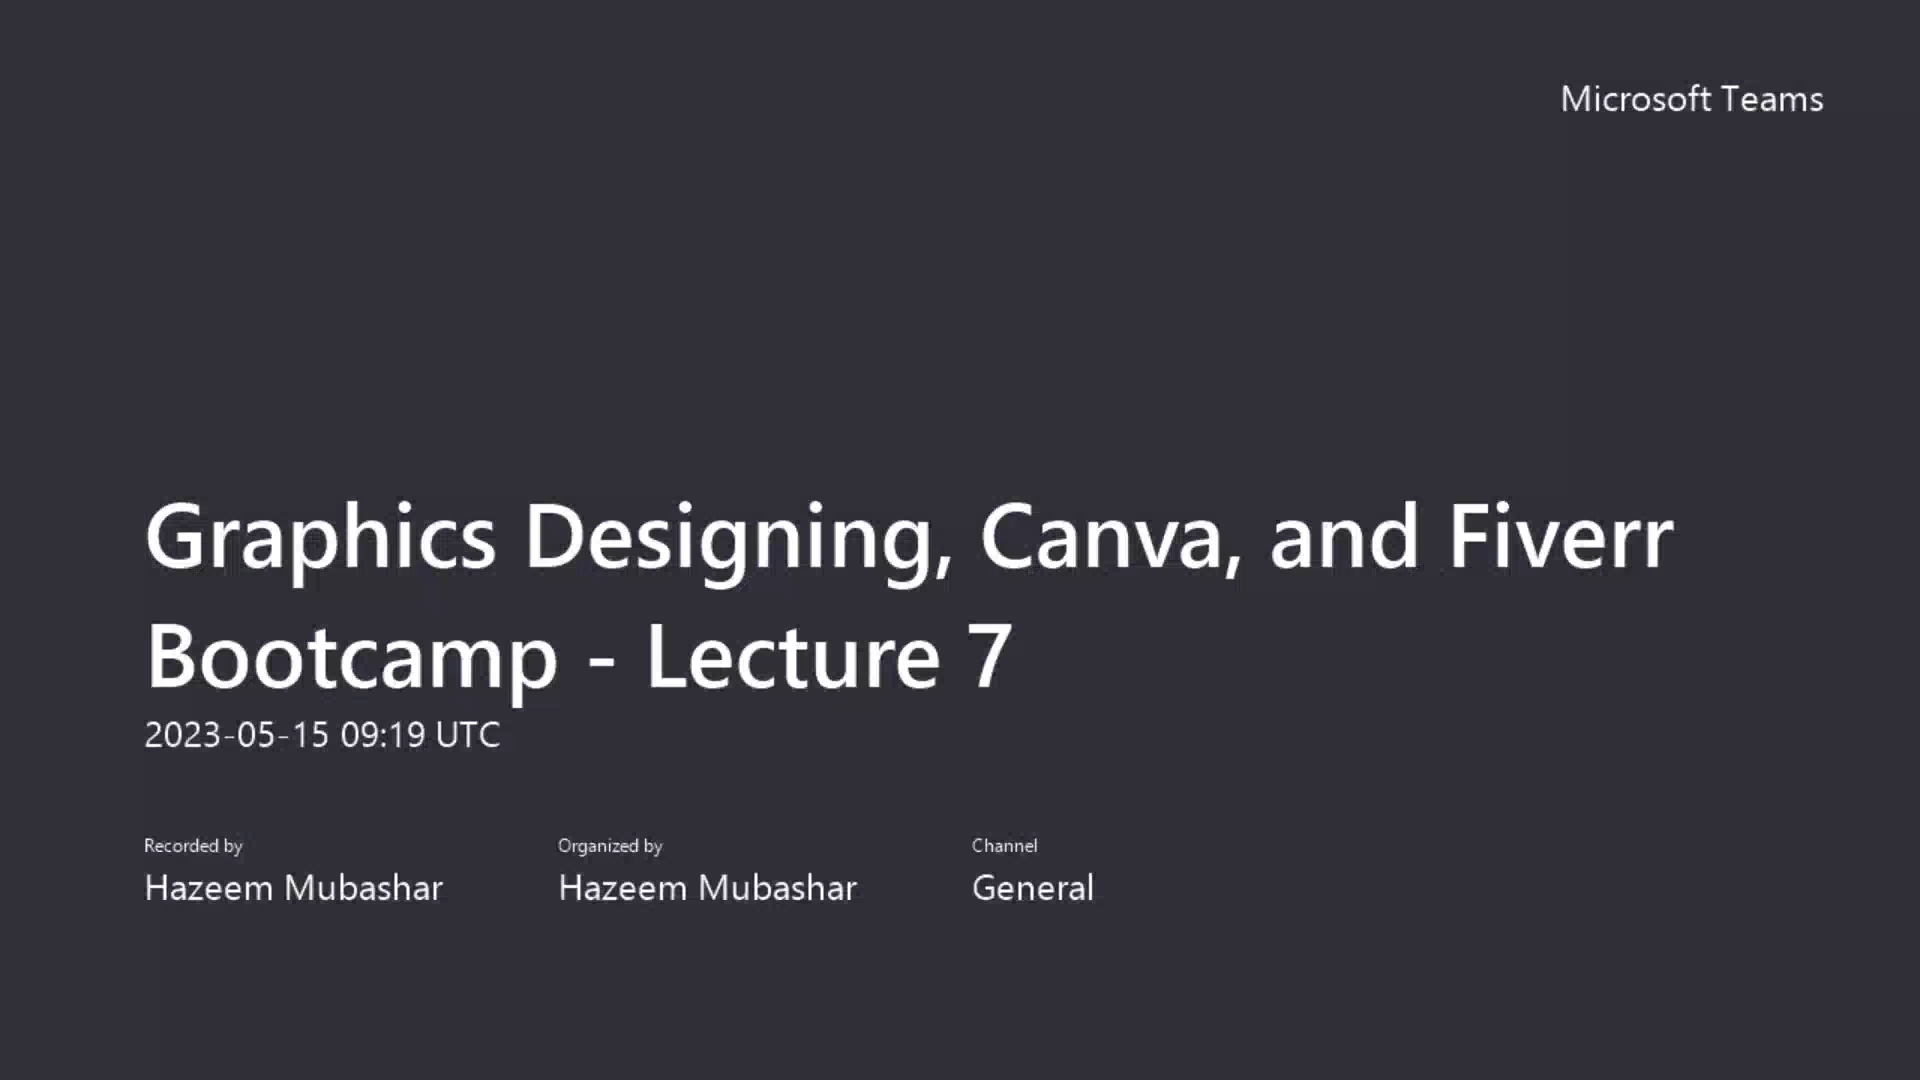 Microsoft Teams
Graphics Designing, Canva, and Fiverr
Bootcamp - Lecture 7
2023-05-15 09:19 UTC
Recorded by
Hazeem Mubashar
Organized by
Hazeem Mubashar
Channel
General